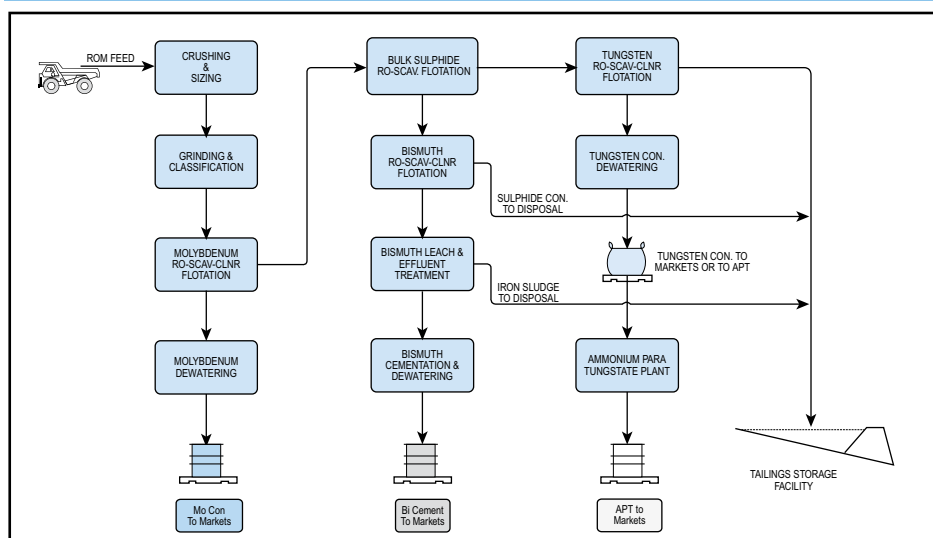 ROM FEED
CRUSHING
&
SIZING
GRINDING &
CLASSIFICATION
MOLYBDENUM
RO-SCAV-CLNR
FLOTATION
MOLYBDENUM
DEWATERING
Mo Con
To Markets
BULK SULPHIDE
RO-SCAV. FLOTATION
BISMUTH
RO-SCAV-CLNR
FLOTATION
SULPHIDE CON.
TO DISPOSAL
BISMUTH LEACH &
EFFLUENT
TREATMENT
IRON SLUDGE
TO DISPOSAL
BISMUTH
CEMENTATION &
DEWATERING
Bi Cement
To Markets
TUNGSTEN
RO-SCAV-CLNR
FLOTATION
TUNGSTEN CON.
DEWATERING
TUNGSTEN CON. TO
MARKETS OR TO APT
AMMONIUM PARA
TUNGSTATE PLANT
APT to
Markets
TAILINGS STORAGE
FACILITY